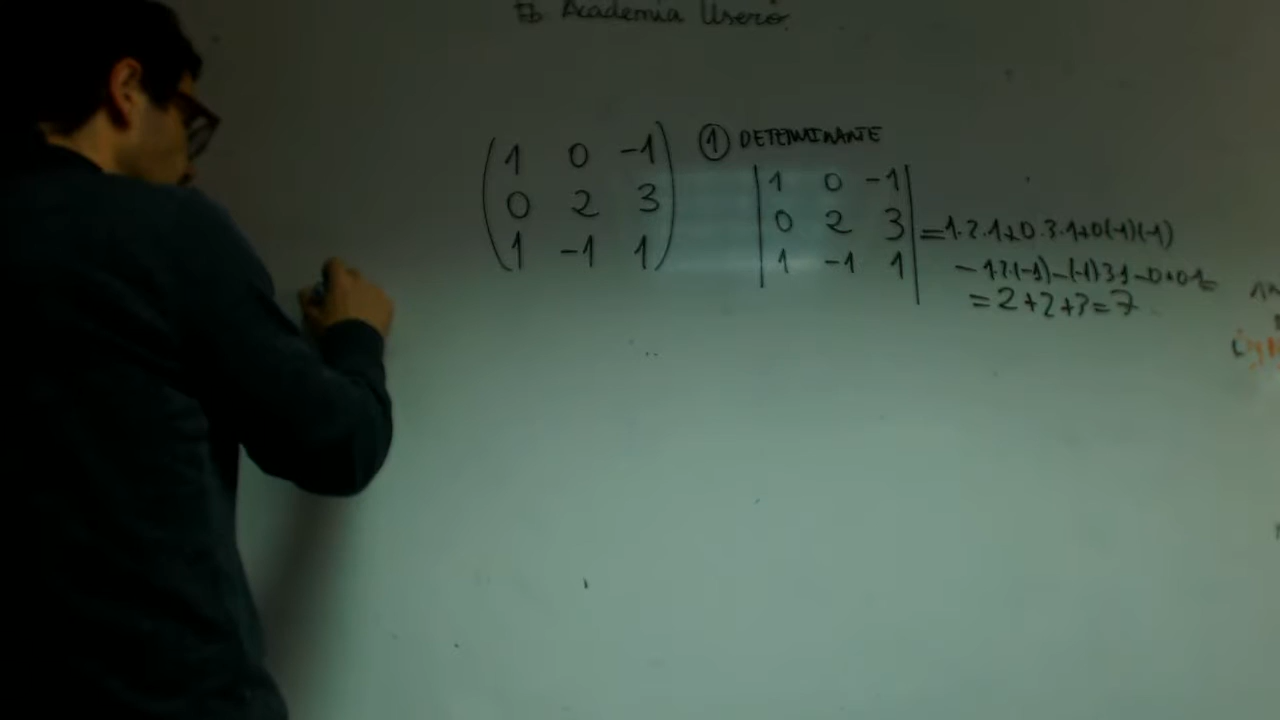 Academia Usero
1 0 -1
0 2 3
1 -1 1
① DETERMINANTE
1 0 -1
0 2 3
1 -1 1
=1·2·1+0·3·1+0(-1)(-1)
-1·2·(-1)-(-1)3·1-0·0·1=
=2+2+3=7